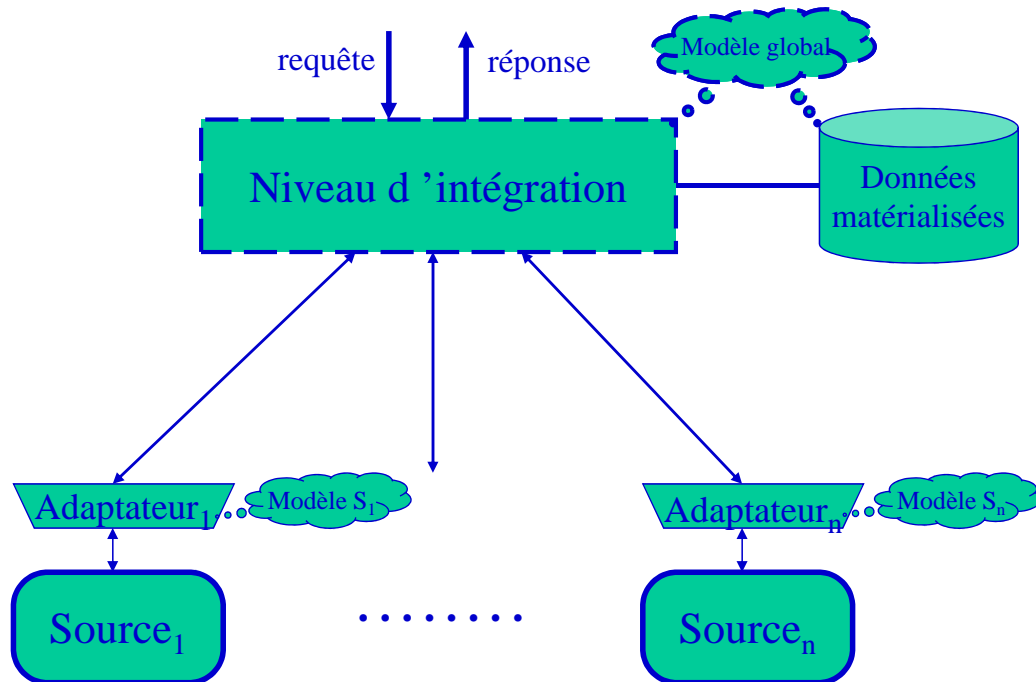 requête
réponse
Modèle global
Niveau d ’intégration
Données
matérialisées
Adaptateur1
Modèle S1
Adaptateurn
Modèle Sn
Source1
Sourcen